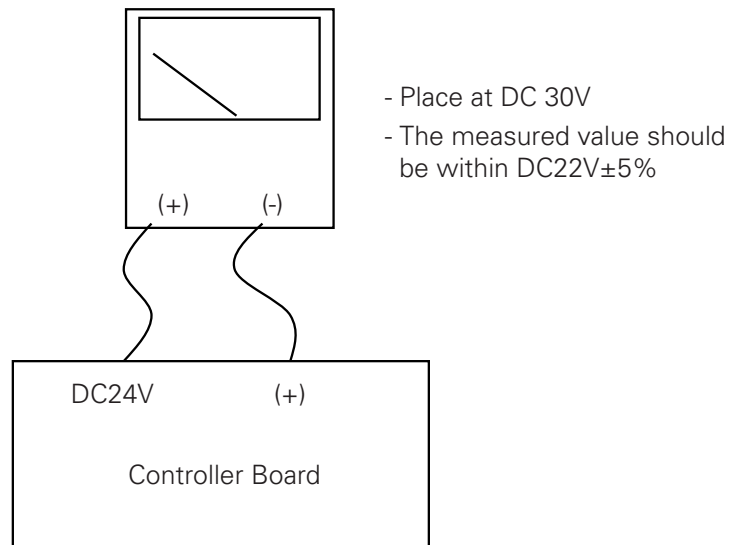 - Place at DC 30V
- The measured value should
be within DC22V±5%
(+) (-)
DC24V (+)
Controller Board